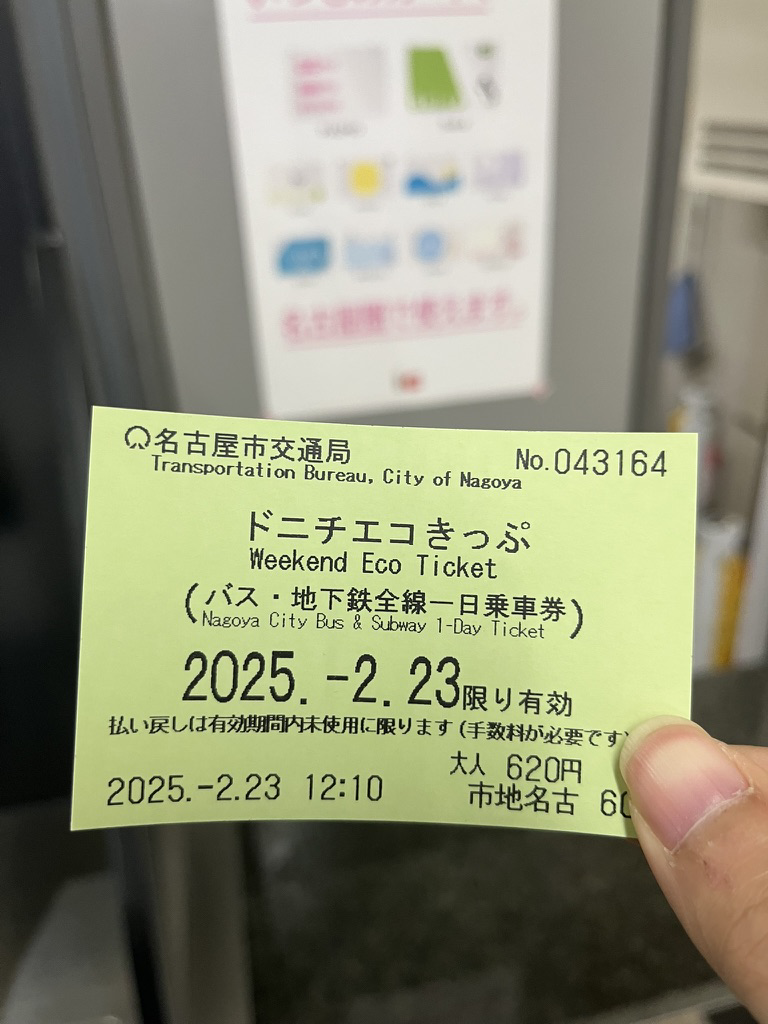 名古屋市交通局
Transportation Bureau, City of Nagoya
No.043164
ドニチエコきっぷ
Weekend Eco Ticket
(バス・地下鉄全線一日乗車券)
Nagoya City Bus & Subway 1-Day Ticket
2025.-2.23限り有効
払い戻しは有効期間内未使用に限ります(手数料が必要です)
大人 620円
2025.-2.23 12:10
市地名古